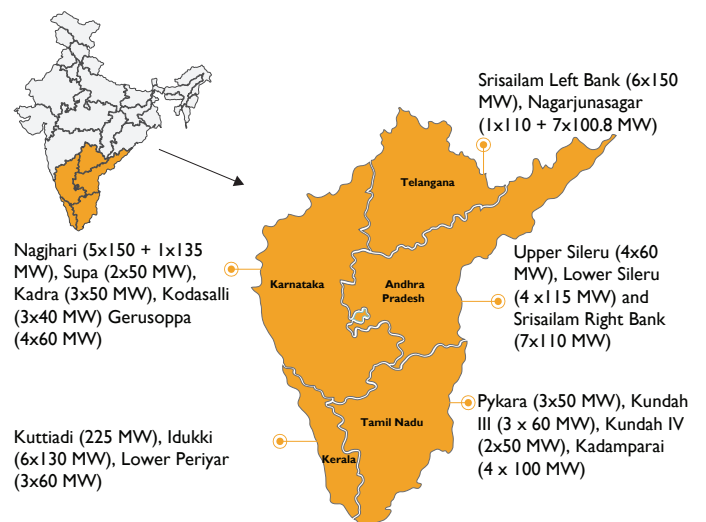 Srisailam Left Bank (6x150
MW), Nagarjunasagar
(1x110 + 7x100.8 MW)
Telangana
Nagjhari (5x150 + 1x135
MW), Supa (2x50 MW),
Kadra (3x50 MW), Kodasalli
(3x40 MW) Gerusoppa
(4x60 MW)
Karnataka
Andhra
Pradesh
Upper Sileru (4x60
MW), Lower Sileru
(4 x115 MW) and
Srisailam Right Bank
(7x110 MW)
Kuttiadi (225 MW), Idukki
(6x130 MW), Lower Periyar
(3x60 MW)
Kerala
Tamil Nadu
Pykara (3x50 MW), Kundah
III (3 x 60 MW), Kundah IV
(2x50 MW), Kadamparai
(4 x 100 MW)